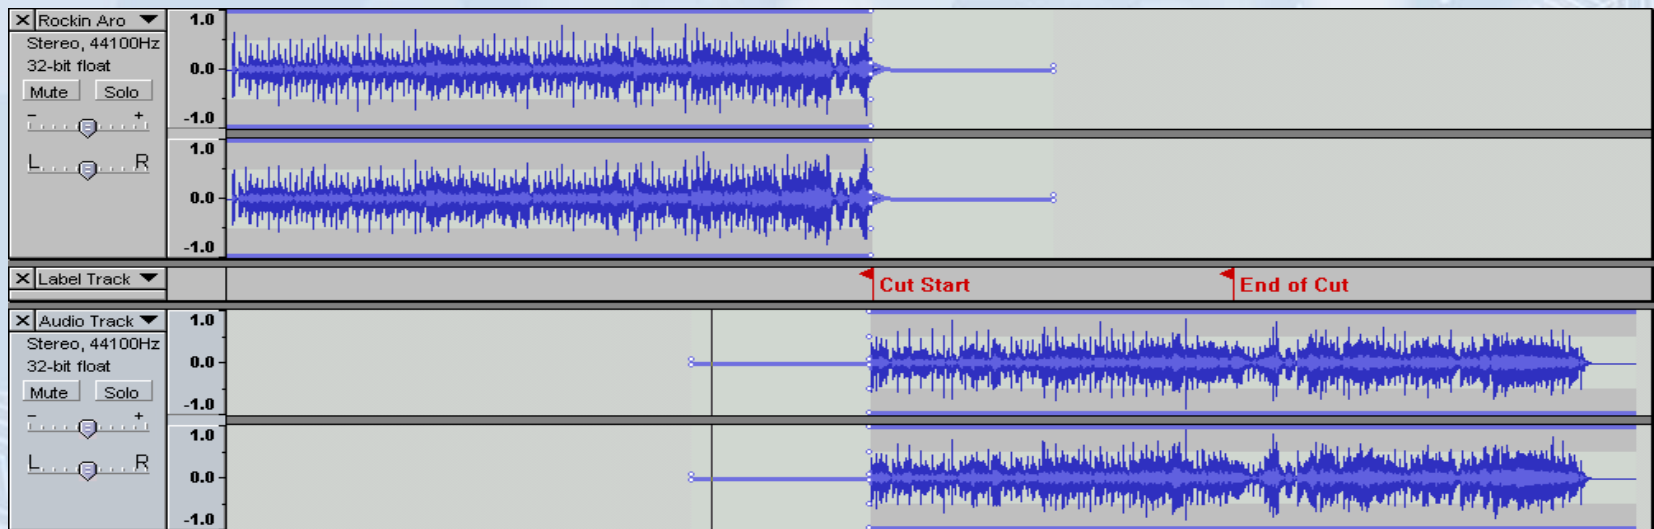 Rockin Aro
Stereo, 44100Hz
32-bit float
Mute Solo
- +
L R
1.0
0.0
-1.0
1.0
0.0
-1.0
Label Track
Cut Start
End of Cut
Audio Track
Stereo, 44100Hz
32-bit float
Mute Solo
- +
L R
1.0
0.0
-1.0
1.0
0.0
-1.0